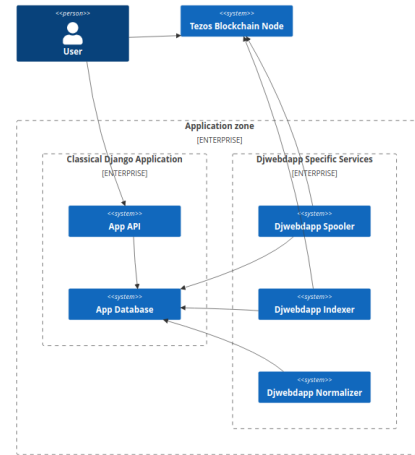 <<person>>
User
<<system>>
Tezos Blockchain Node
Application zone
[ENTERPRISE]
Classical Django Application
[ENTERPRISE]
Djwebdapp Specific Services
[ENTERPRISE]
<<system>>
App API
<<system>>
Djwebdapp Spooler
<<system>>
App Database
<<system>>
Djwebdapp Indexer
<<system>>
Djwebdapp Normalizer